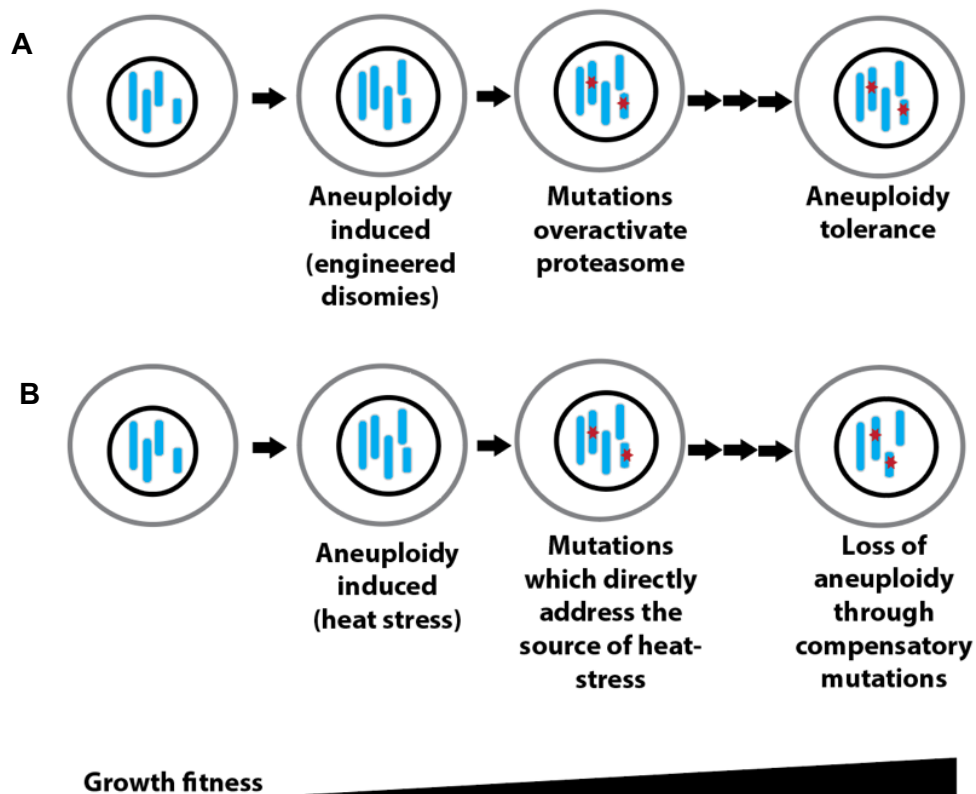 A
Aneuploidy
induced
(engineered
disomies)
Mutations
overactivate
proteasome
Aneuploidy
tolerance
B
Aneuploidy
induced
(heat stress)
Mutations
which directly
address the
source of heat-
stress
Loss of
aneuploidy
through
compensatory
mutations
Growth fitness